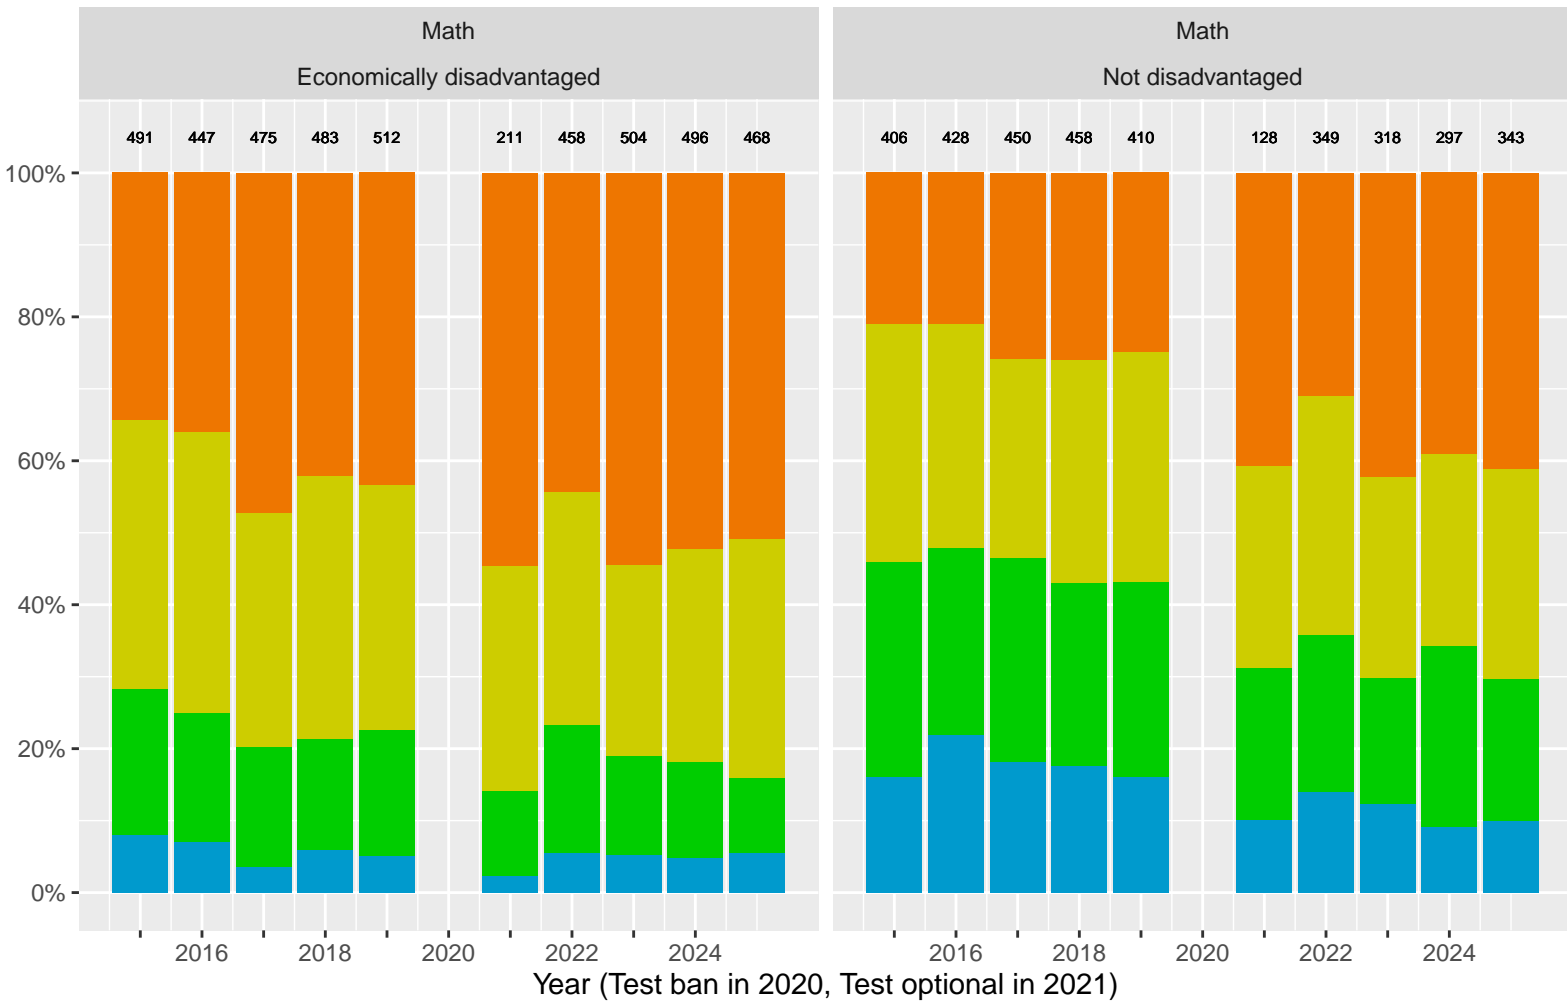 Math Math
Economically disadvantaged Not disadvantaged
491 447 475 483 512 211 458 504 496 468 406 428 450 458 410 128 349 318 297 343
100%
80%
60%
40%
20%
0%
2016 2018 2020 2022 2024 2016 2018 2020 2022 2024
Year (Test ban in 2020, Test optional in 2021)